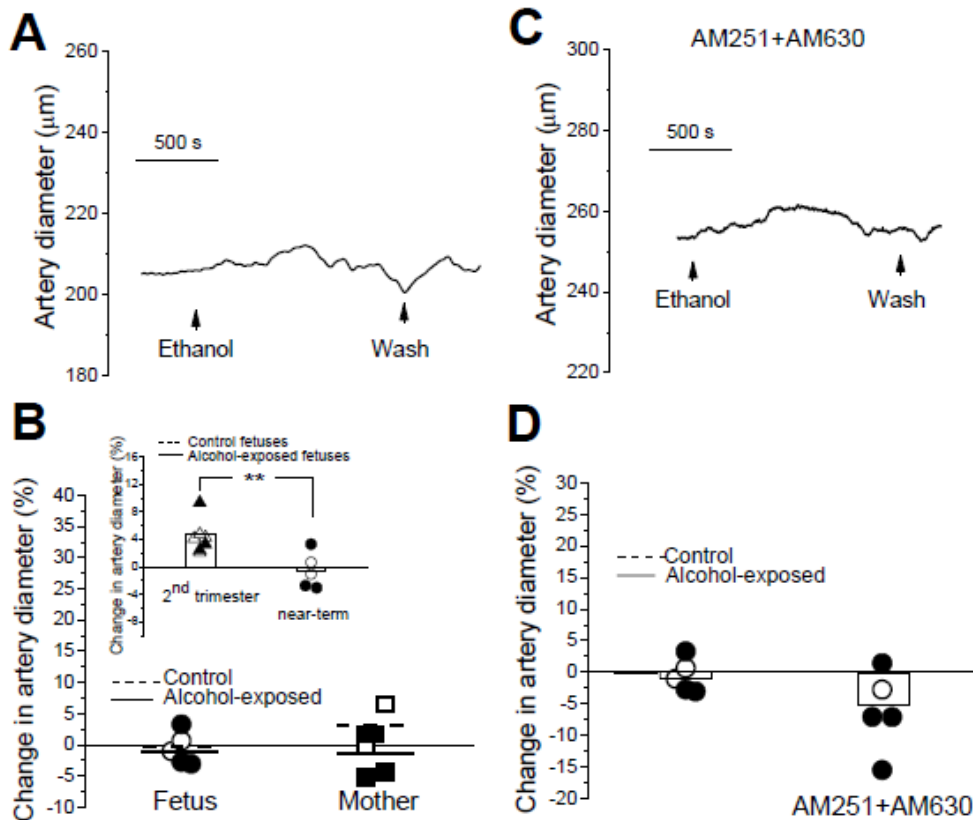 A
Artery diameter (μm)
260
240
220
200
180
500 s
Ethanol
Wash
C
AM251+AM630
Artery diameter (μm)
300
280
260
240
220
500 s
Ethanol
Wash
B
Change in artery diameter (%)
40
35
30
25
20
15
10
5
0
-5
-10
Control fetuses
Alcohol-exposed fetuses
Change in artery diameter (%)
16
12
8
4
0
-4
-8
**
2nd trimester
near-term
Control
Alcohol-exposed
Fetus
Mother
D
Change in artery diameter (%)
30
25
20
15
10
5
0
-5
-10
-15
-20
Control
Alcohol-exposed
AM251+AM630